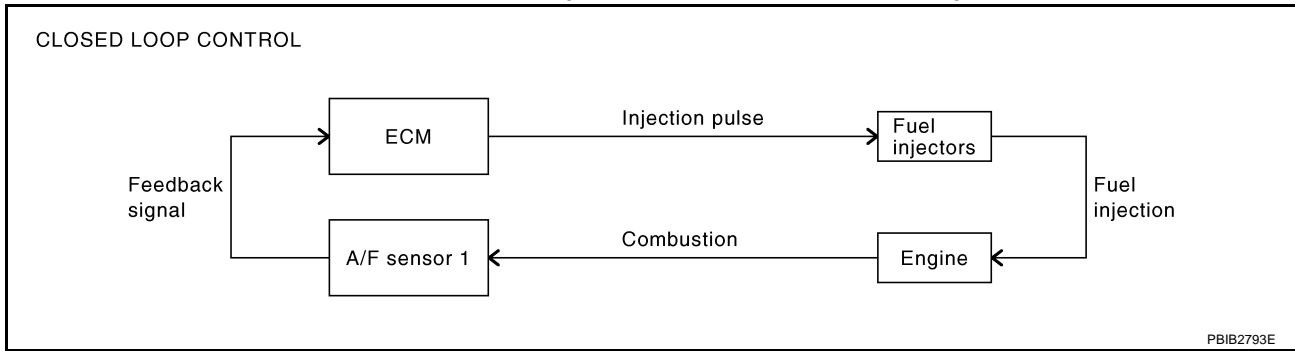 CLOSED LOOP CONTROL
ECM
Injection pulse
Fuel
injectors
Feedback
signal
Fuel
injection
A/F sensor 1
Combustion
Engine
PBIB2793E